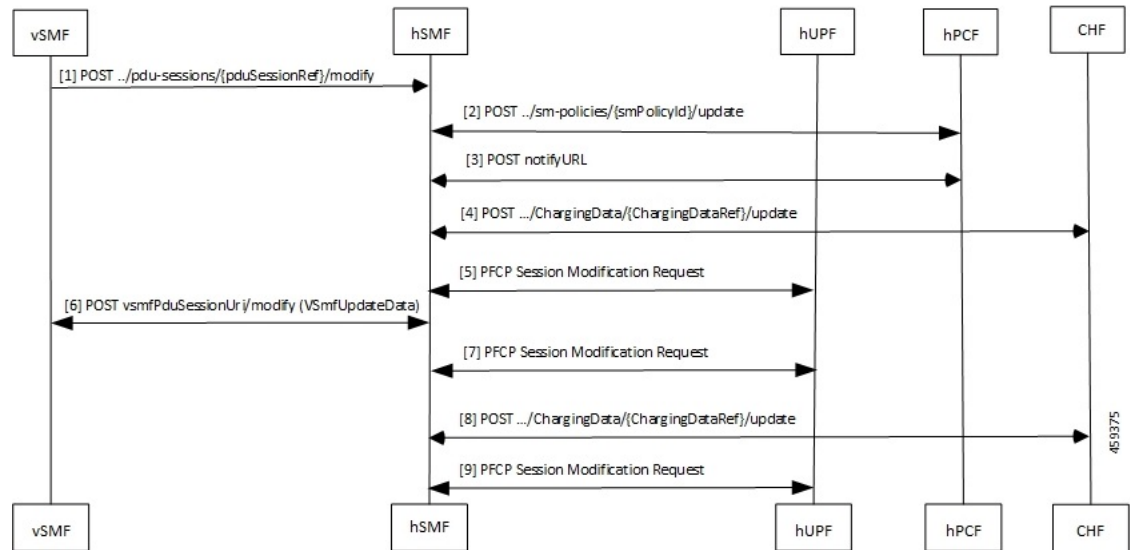 vSMF
hSMF
hUPF
hPCF
CHF
[1] POST ../pdu-sessions/{pduSessionRef}/modify
[2] POST ../sm-policies/{smPolicyId}/update
[3] POST notifyURL
[4] POST .../ChargingData/{ChargingDataRef}/update
[5] PFCP Session Modification Request
[6] POST vsmfPduSessionUri/modify (VSmfUpdateData)
[7] PFCP Session Modification Request
[8] POST .../ChargingData/{ChargingDataRef}/update
[9] PFCP Session Modification Request
459375
vSMF
hSMF
hUPF
hPCF
CHF